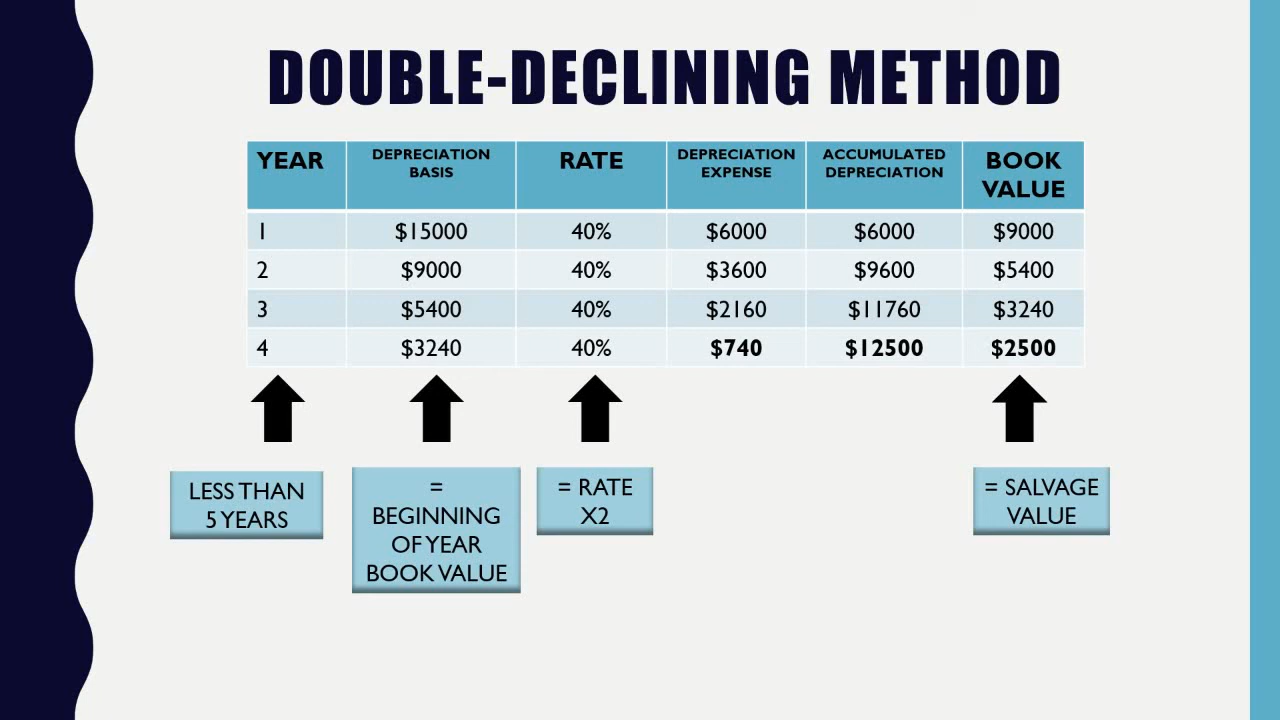 DOUBLE-DECLINING METHOD
YEAR DEPRECIATION BASIS RATE DEPRECIATION EXPENSE ACCUMULATED DEPRECIATION BOOK VALUE
1 $15000 40% $6000 $6000 $9000
2 $9000 40% $3600 $9600 $5400
3 $5400 40% $2160 $11760 $3240
4 $3240 40% $740 $12500 $2500
LESS THAN
5 YEARS
=
BEGINNING
OF YEAR
BOOK VALUE
= RATE
X2
= SALVAGE
VALUE